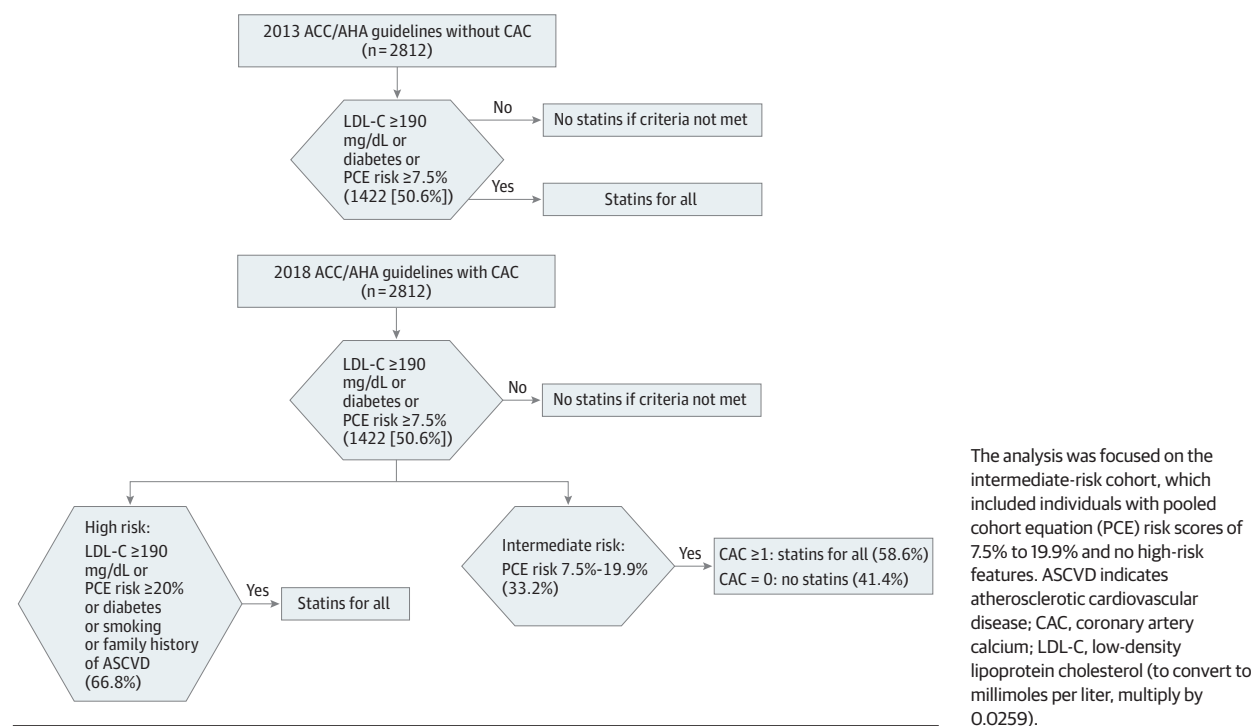 2013 ACC/AHA guidelines without CAC
(n=2812)
LDL-C ≥190
mg/dL or
diabetes or
PCE risk ≥7.5%
(1422 [50.6%])
No
No statins if criteria not met
Yes
Statins for all
2018 ACC/AHA guidelines with CAC
(n=2812)
LDL-C ≥190
mg/dL or
diabetes or
PCE risk ≥7.5%
(1422 [50.6%])
No
No statins if criteria not met
High risk:
LDL-C ≥190
mg/dL or
PCE risk ≥20%
or diabetes
or smoking
or family history
of ASCVD
(66.8%)
Yes
Statins for all
Intermediate risk:
PCE risk 7.5%-19.9%
(33.2%)
Yes
CAC ≥1: statins for all (58.6%)
CAC = 0: no statins (41.4%)
The analysis was focused on the
intermediate-risk cohort, which
included individuals with pooled
cohort equation (PCE) risk scores of
7.5% to 19.9% and no high-risk
features. ASCVD indicates
atherosclerotic cardiovascular
disease; CAC, coronary artery
calcium; LDL-C, low-density
lipoprotein cholesterol (to convert to
millimoles per liter, multiply by
0.0259).